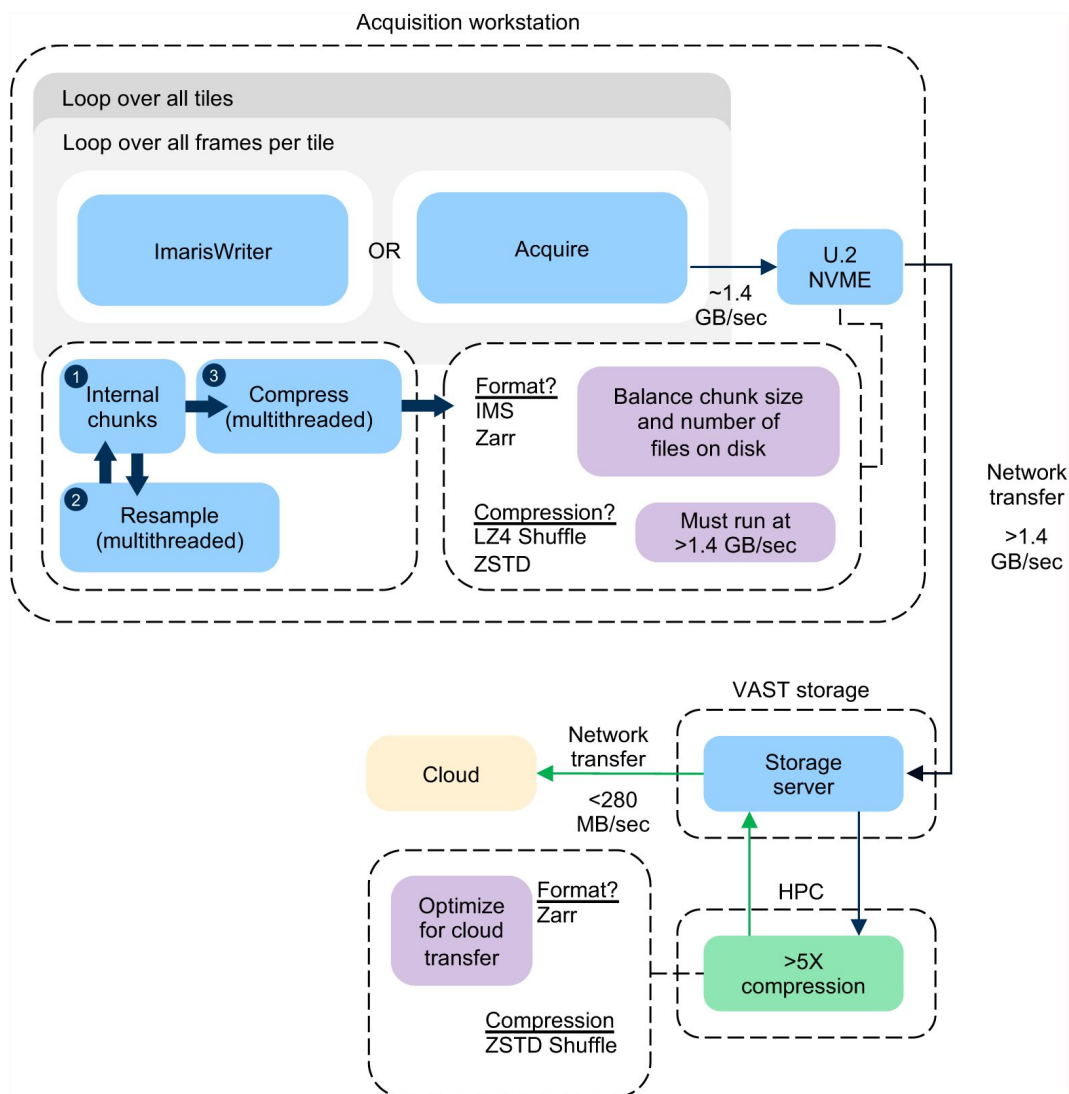 Acquisition workstation
Loop over all tiles
Loop over all frames per tile
ImarisWriter
OR
Acquire
U.2
NVME
~1.4
GB/sec
1
Internal
chunks
3
Compress
(multithreaded)
2
Resample
(multithreaded)
Format?
IMS
Zarr
Balance chunk size
and number of
files on disk
Compression?
LZ4 Shuffle
ZSTD
Must run at
>1.4 GB/sec
Network
transfer
>1.4
GB/sec
VAST storage
Storage
server
Network
transfer
<280
MB/sec
Cloud
HPC
>5X
compression
Optimize
for cloud
transfer
Format?
Zarr
Compression
ZSTD Shuffle